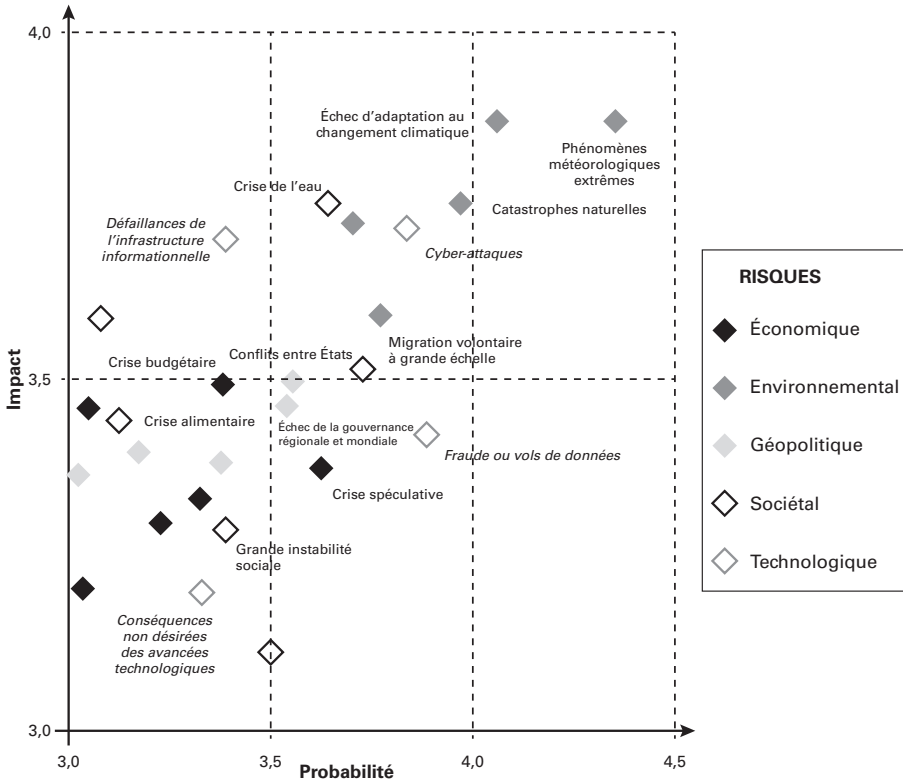 4,0
Échec d'adaptation au
changement climatique
Phénomènes
météorologiques
extrêmes
Crise de l'eau
Catastrophes naturelles
Défaillances de
l'infrastructure
informationnelle
Cyber-attaques
RISQUES
Économique
Environnemental
Géopolitique
Sociétal
Technologique
Migration volontaire
à grande échelle
Conflits entre États
Crise budgétaire
Impact
3,5
Crise alimentaire
Échec de la gouvernance
régionale et mondiale
Fraude ou vols de données
Crise spéculative
Grande instabilité
sociale
Conséquences
non désirées
des avancées
technologiques
3,0
3,0
3,5
4,0
4,5
Probabilité